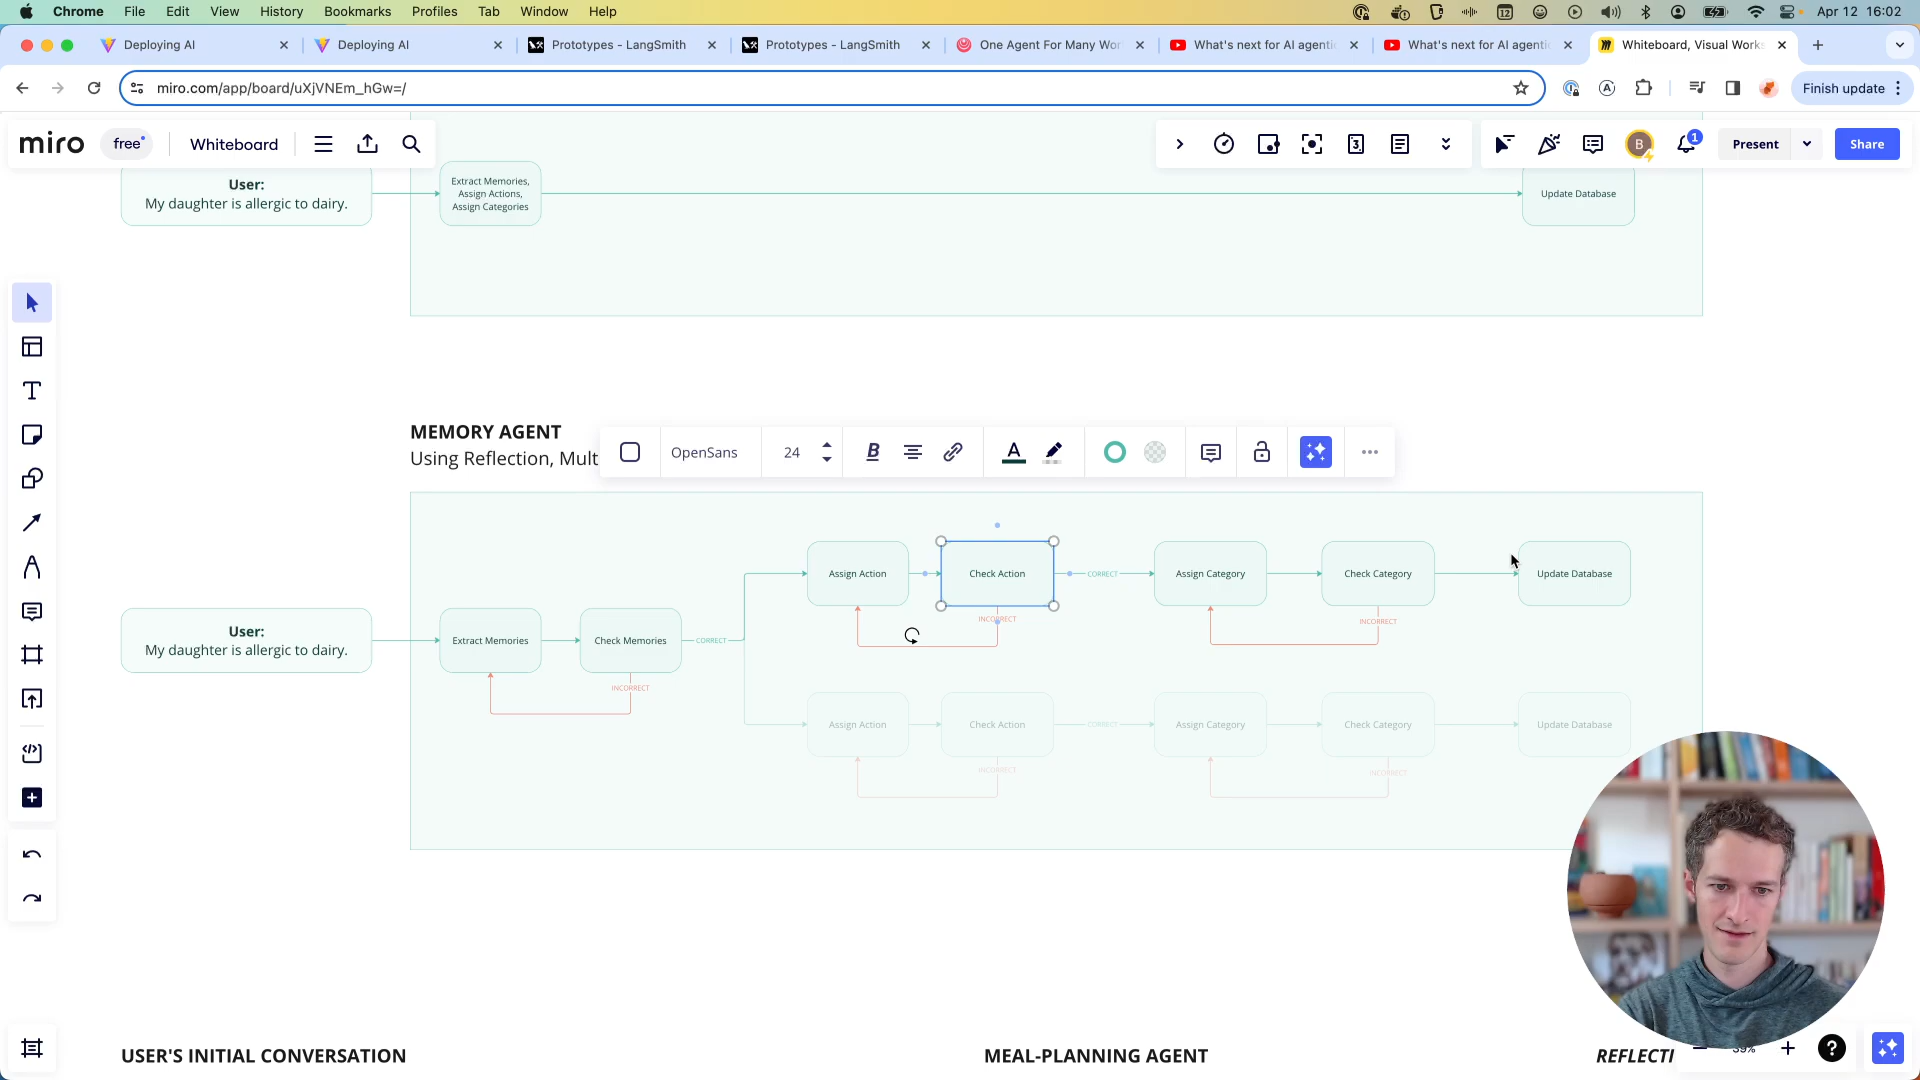 Chrome File Edit View History Bookmarks Profiles Tab Window Help
12
Apr 12 16:02
Deploying AI
Deploying AI
Prototypes - LangSmith
Prototypes - LangSmith
One Agent For Many Wor
What's next for AI agenti
What's next for AI agenti
Whiteboard, Visual Works
miro.com/app/board/uXjVNEm_hGw=/
Finish update
miro
free
Whiteboard
3
B
1
Present
Share
User:
My daughter is allergic to dairy.
Extract Memories,
Assign Actions,
Assign Categories
Update Database
MEMORY AGENT
Using Reflection, Mult
OpenSans
24
B
A
Assign Action
Check Action
CORRECT
Assign Category
Check Category
Update Database
INCORRECT
INCORRECT
User:
My daughter is allergic to dairy.
Extract Memories
Check Memories
CORRECT
INCORRECT
Assign Action
Check Action
CORRECT
Assign Category
Check Category
Update Database
INCORRECT
INCORRECT
USER'S INITIAL CONVERSATION
MEAL-PLANNING AGENT
REFLECTI
39%
?